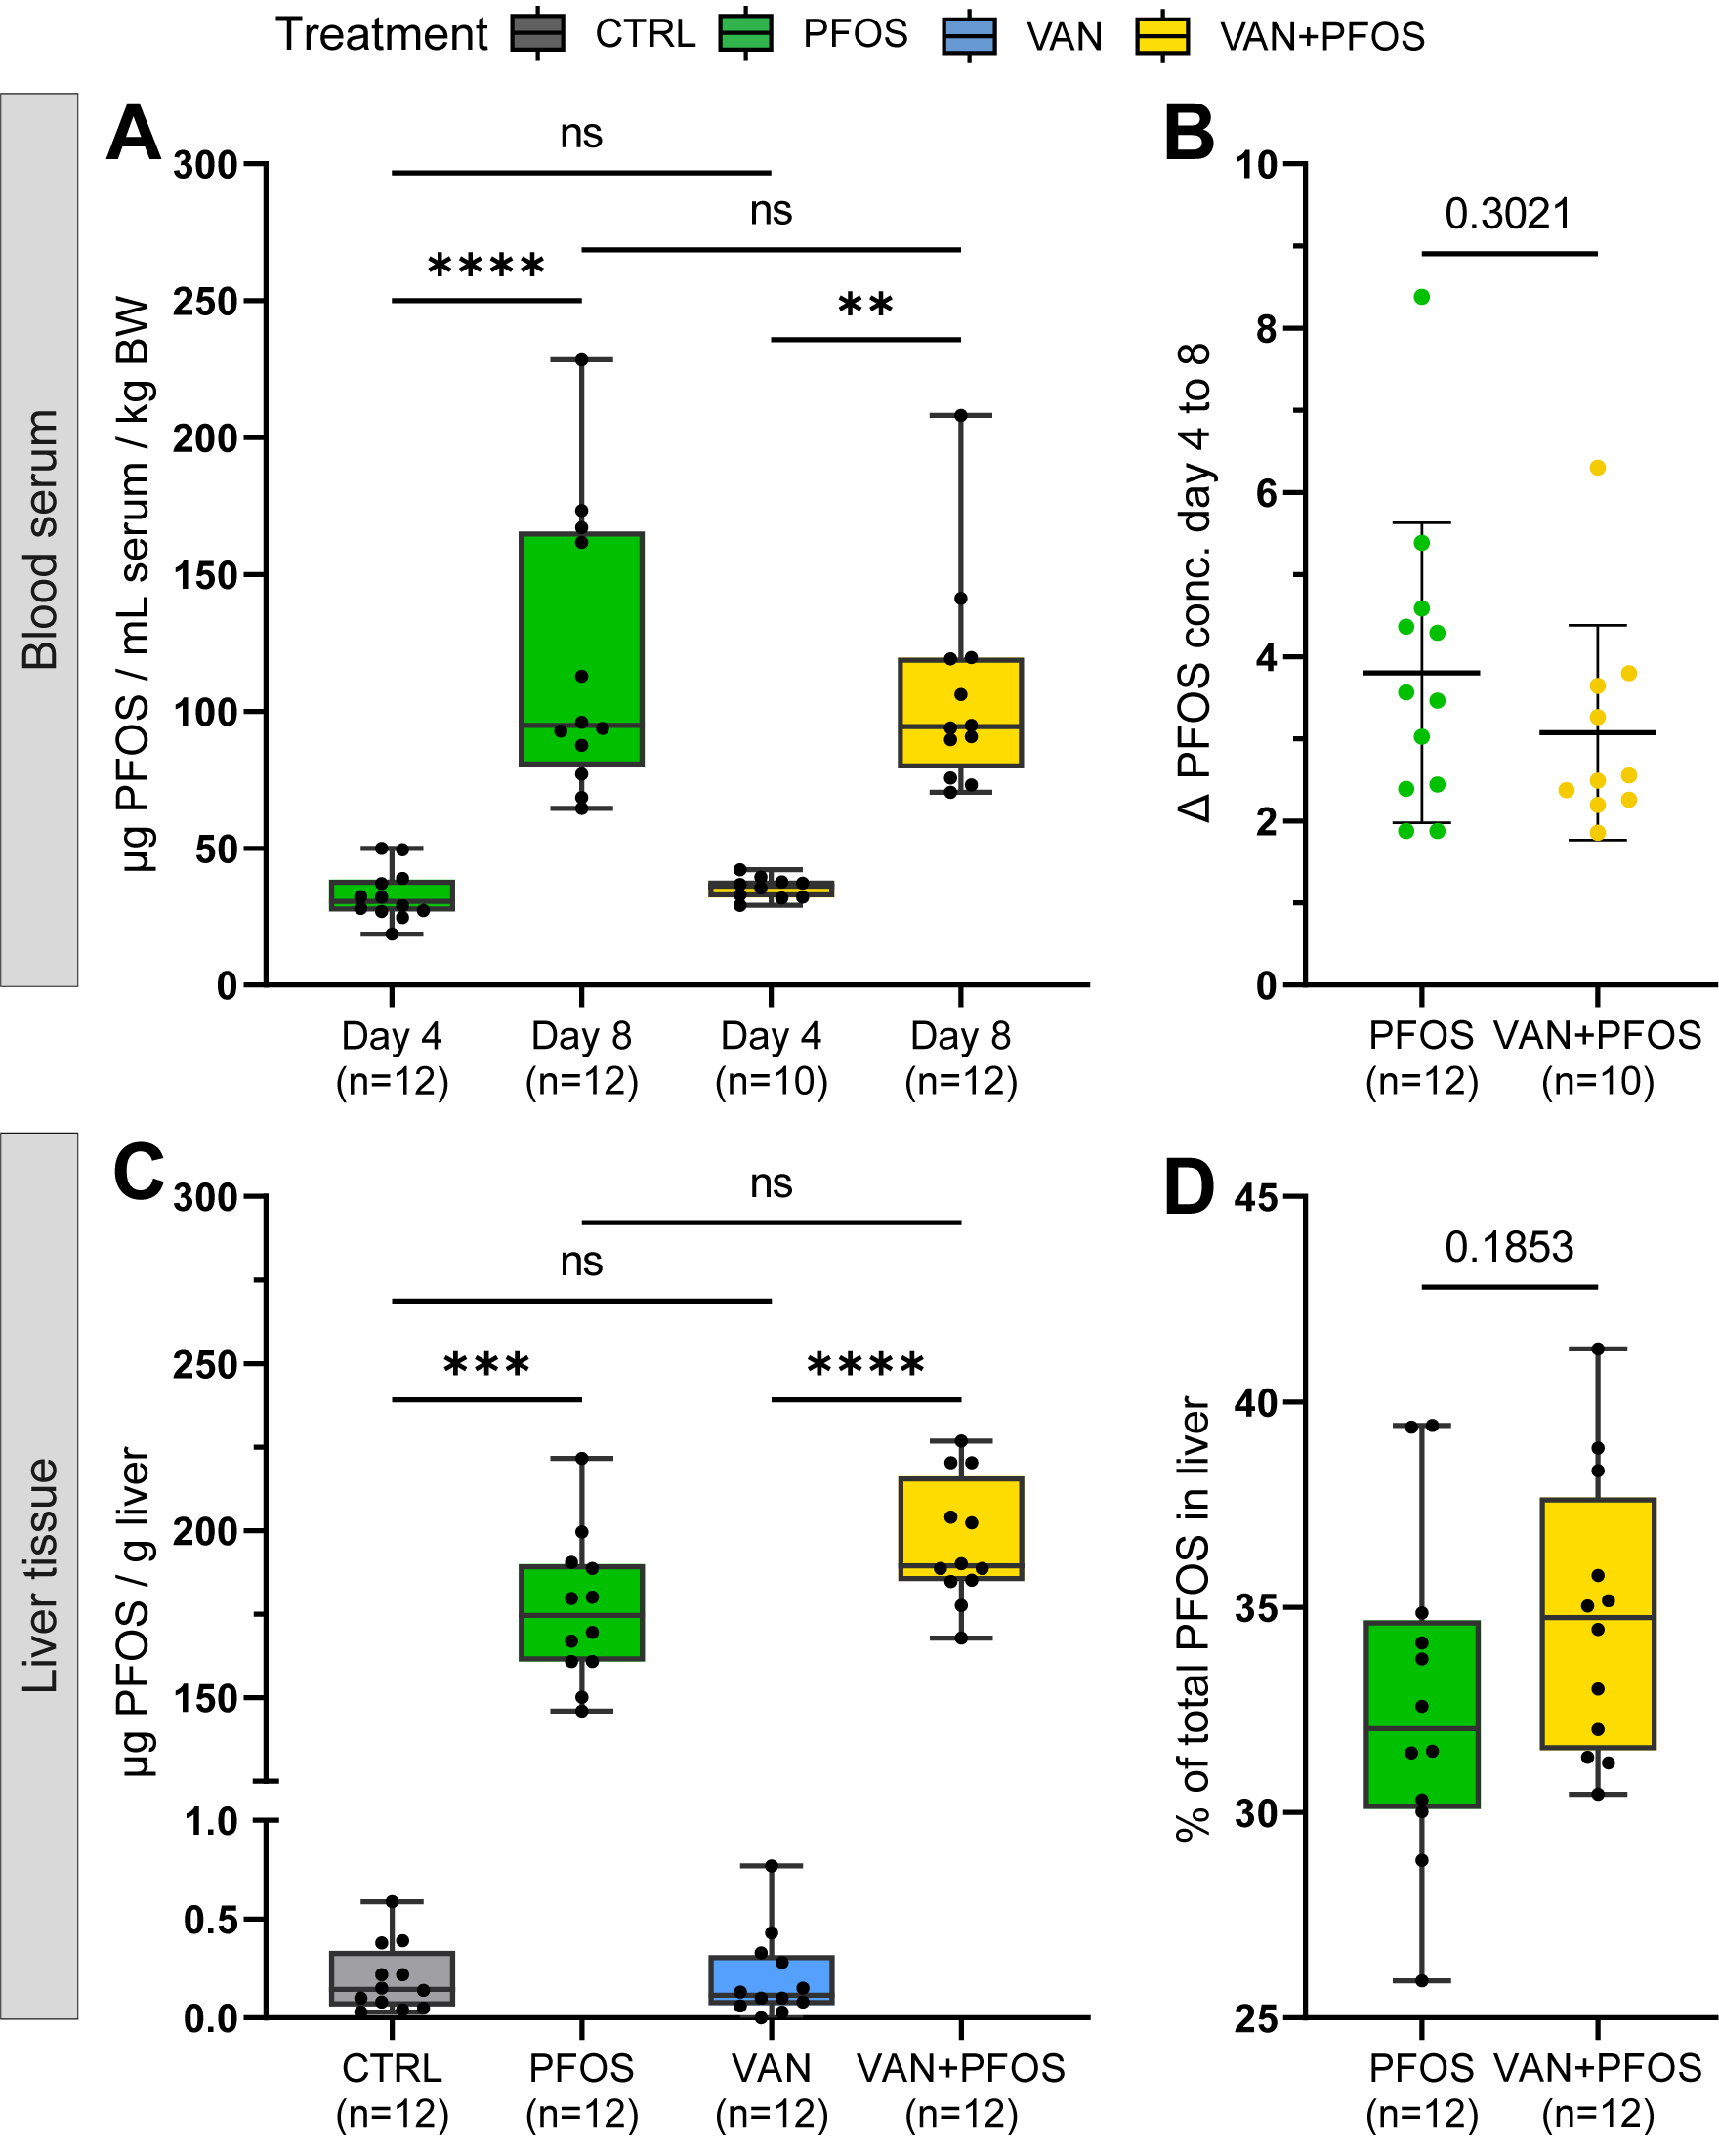 Treatment CTRL PFOS VAN VAN+PFOS
Blood serum
A
µg PFOS / mL serum / kg BW
300
250
200
150
100
50
0
ns
ns
****
**
Day 4 Day 8 Day 4 Day 8
(n=12) (n=12) (n=10) (n=12)
B
Δ PFOS conc. day 4 to 8
10
8
6
4
2
0
0.3021
PFOS VAN+PFOS
(n=12) (n=10)
Liver tissue
C
µg PFOS / g liver
300
250
200
150
1.0
0.5
0.0
ns
ns
***
****
CTRL PFOS VAN VAN+PFOS
(n=12) (n=12) (n=12) (n=12)
D
% of total PFOS in liver
45
40
35
30
25
0.1853
PFOS VAN+PFOS
(n=12) (n=12)